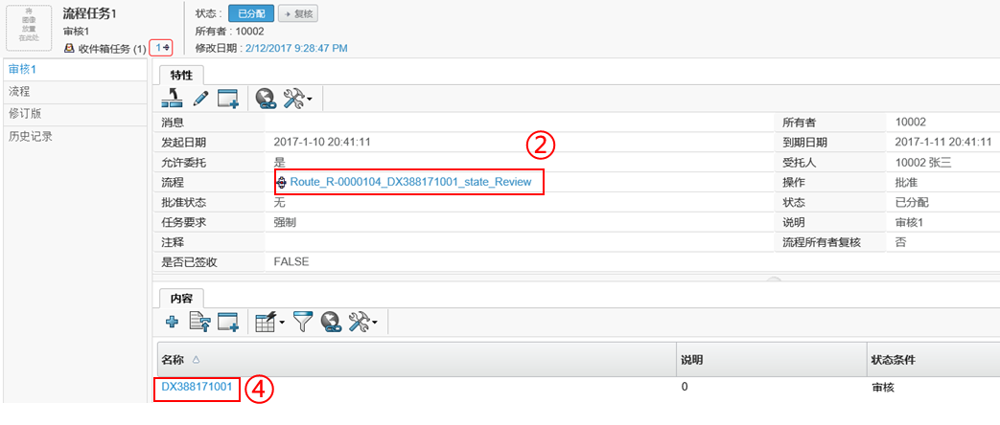 将
图像
放置
在此处
流程任务1
审核1
收件箱任务 (1) 1
状态 : 已分配 复核
所有者 : 10002
修改日期 : 2/12/2017 9:28:47 PM
审核1
流程
修订版
历史记录
特性
消息 所有者 10002
发起日期 2017-1-10 20:41:11 到期日期 2017-1-11 20:41:11
②
允许委托 是 受托人 10002 张三
流程 Route_R-0000104_DX388171001_state_Review 操作 批准
批准状态 无 状态 已分配
任务要求 强制 说明 审核1
注释 流程所有者复核 否
是否已签收 FALSE
内容
名称 说明 状态条件
DX388171001 ④ 0 审核